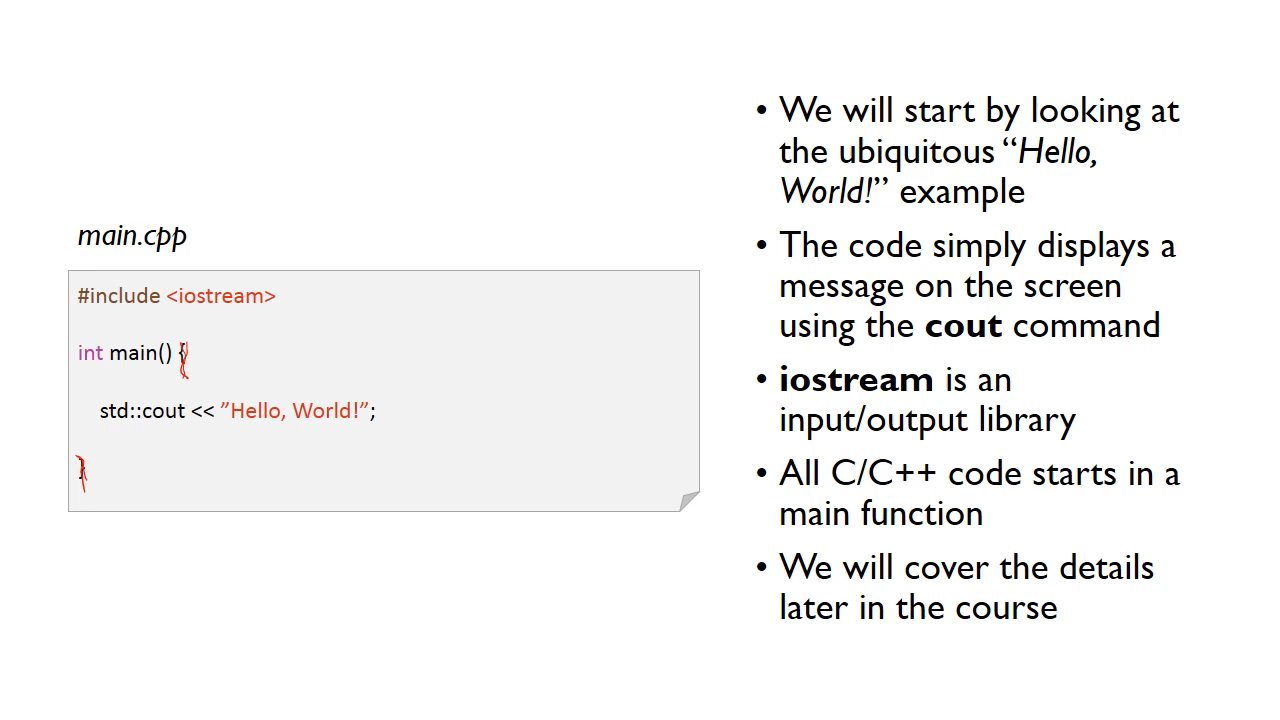 main.cpp
#include <iostream>
int main() {
std::cout << ”Hello, World!”;
}
• We will start by looking at
the ubiquitous “Hello,
World!” example
• The code simply displays a
message on the screen
using the cout command
• iostream is an
input/output library
• All C/C++ code starts in a
main function
• We will cover the details
later in the course